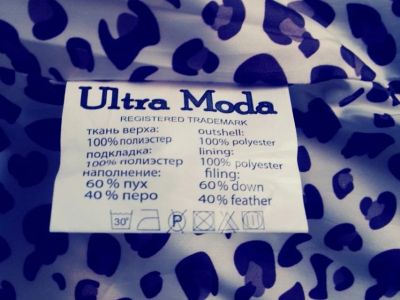 Ultra Moda
REGISTERED TRADEMARK
ткань верха:
100% полиэстер
подкладка:
100% полиэстер
наполнение:
60% пух
40% перо
outshell:
100% polyester
lining:
100% polyester
filing:
60% down
40% feather
30°
P